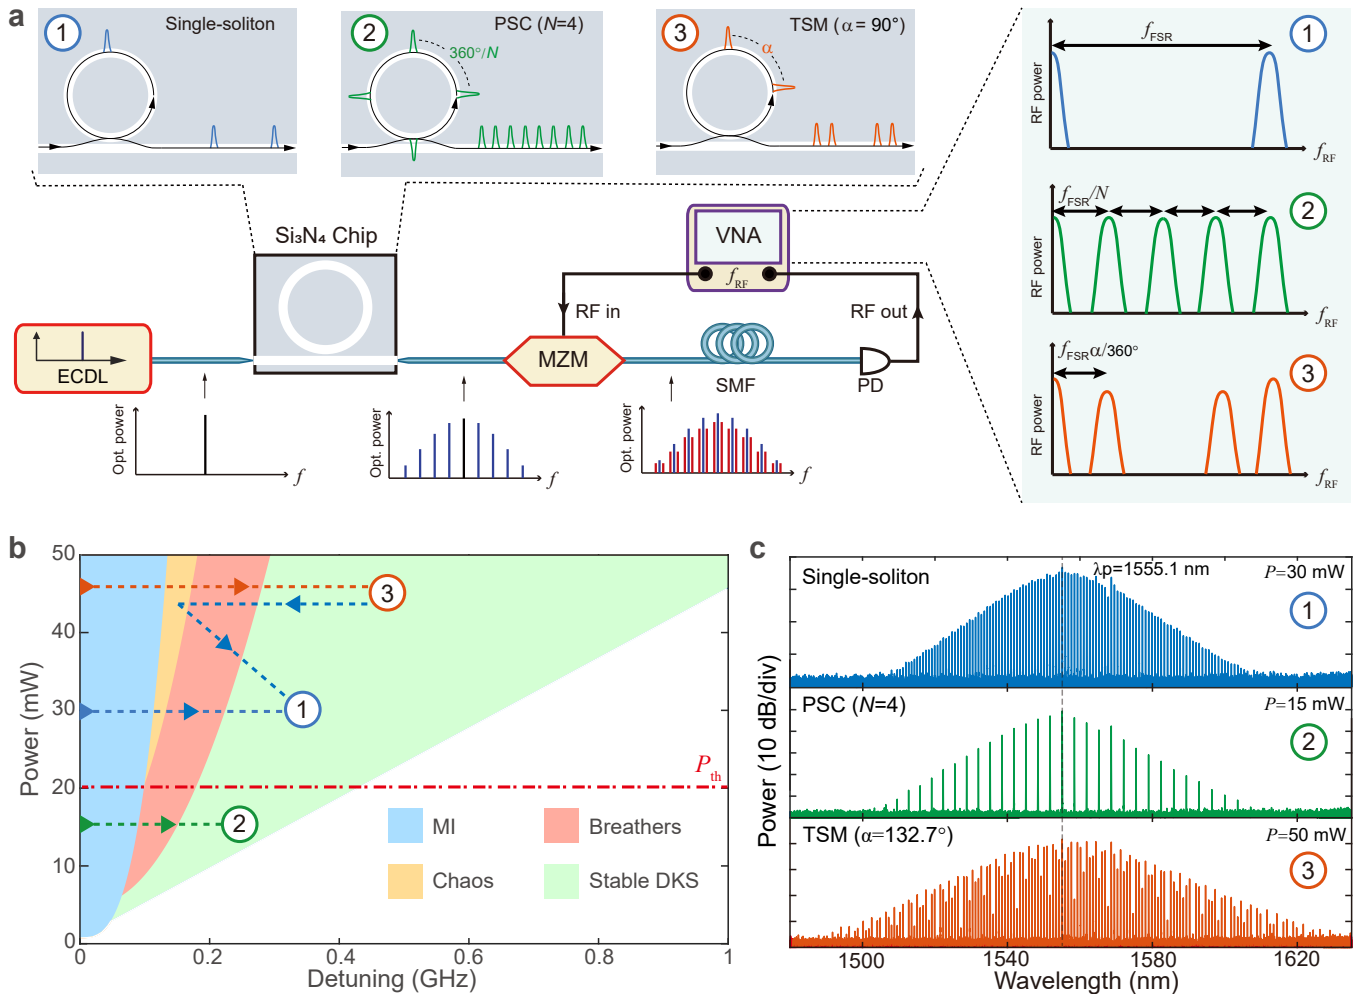 a
1
Single-soliton
2
PSC (N=4)
360°/N
3
TSM (α = 90°)
α
fFSR
1
RF power
fRF
fFSR/N
2
RF power
fRF
fFSRα/360°
3
RF power
fRF
Si₃N₄ Chip
VNA
fRF
RF in
RF out
ECDL
MZM
SMF
PD
Opt. power
f
Opt. power
f
Opt. power
f
b
50
40
30
20
10
0
Power (mW)
3
1
2
Pth
MI
Breathers
Chaos
Stable DKS
0
0.2
0.4
0.6
0.8
1
Detuning (GHz)
c
Single-soliton
λp=1555.1 nm
P=30 mW
1
PSC (N=4)
P=15 mW
2
TSM (α=132.7°)
P=50 mW
3
Power (10 dB/div)
1500
1540
1580
1620
Wavelength (nm)